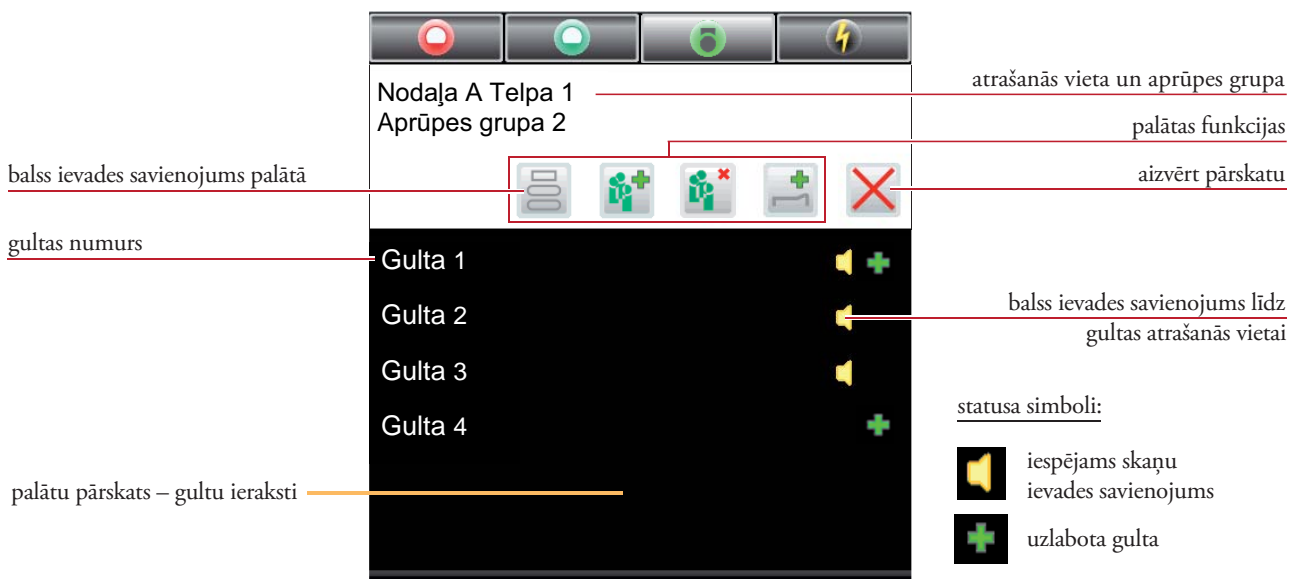 Nodaļa A Telpa 1
Aprūpes grupa 2
atrašanās vieta un aprūpes grupa
palātas funkcijas
balss ievades savienojums palātā
aizvērt pārskatu
gultas numurs
Gulta 1
Gulta 2
balss ievades savienojums līdz
gultas atrašanās vietai
Gulta 3
Gulta 4
statusa simboli:
iespējams skaņu
ievades savienojums
palātu pārskats – gultu ieraksti
uzlabota gulta